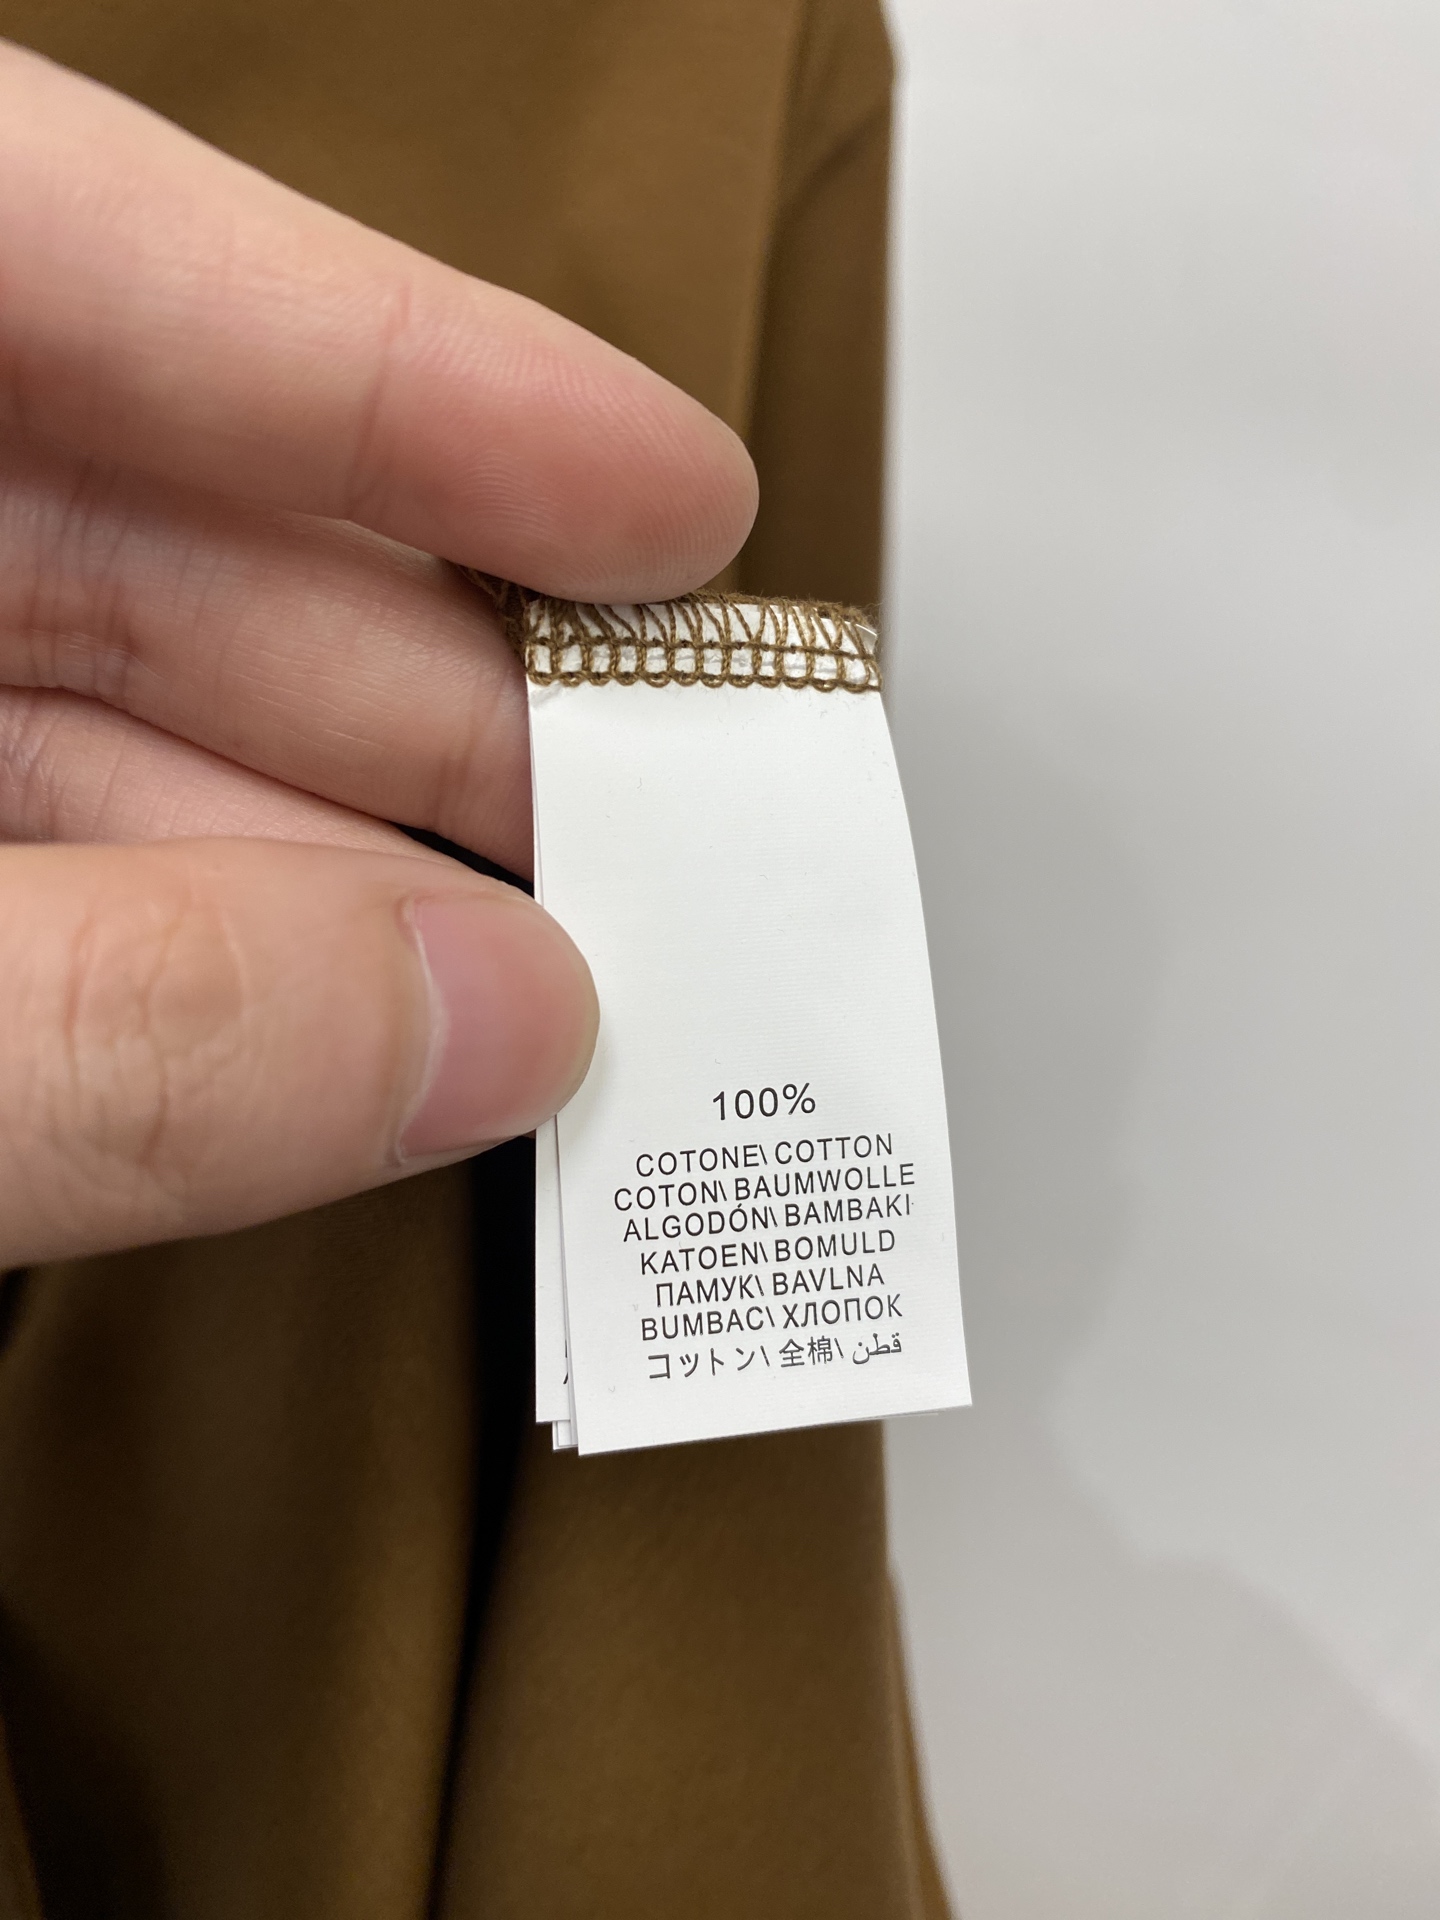 100%
COTONE\ COTTON
COTON\ BAUMWOLLE
ALGODÓN\ BAMBAKI
KATOEN\ BOMULD
ПАМУК\ BAVLNA
BUMBAC\ ХЛОПОК
コットン\ 全棉\ قطن